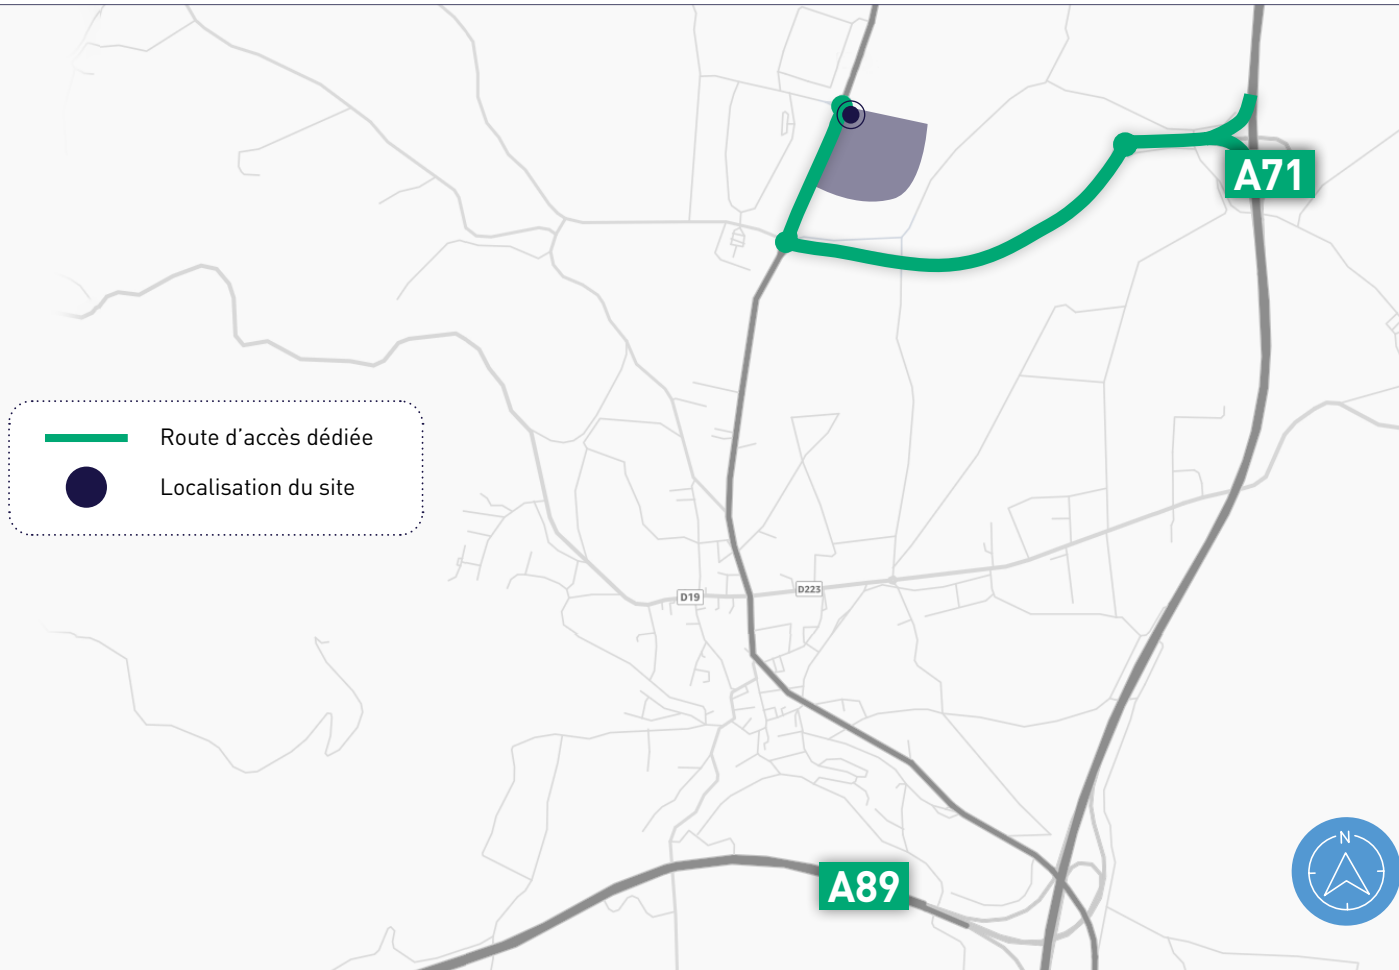 A71
Route d’accès dédiée
Localisation du site
D19
D223
N
A89